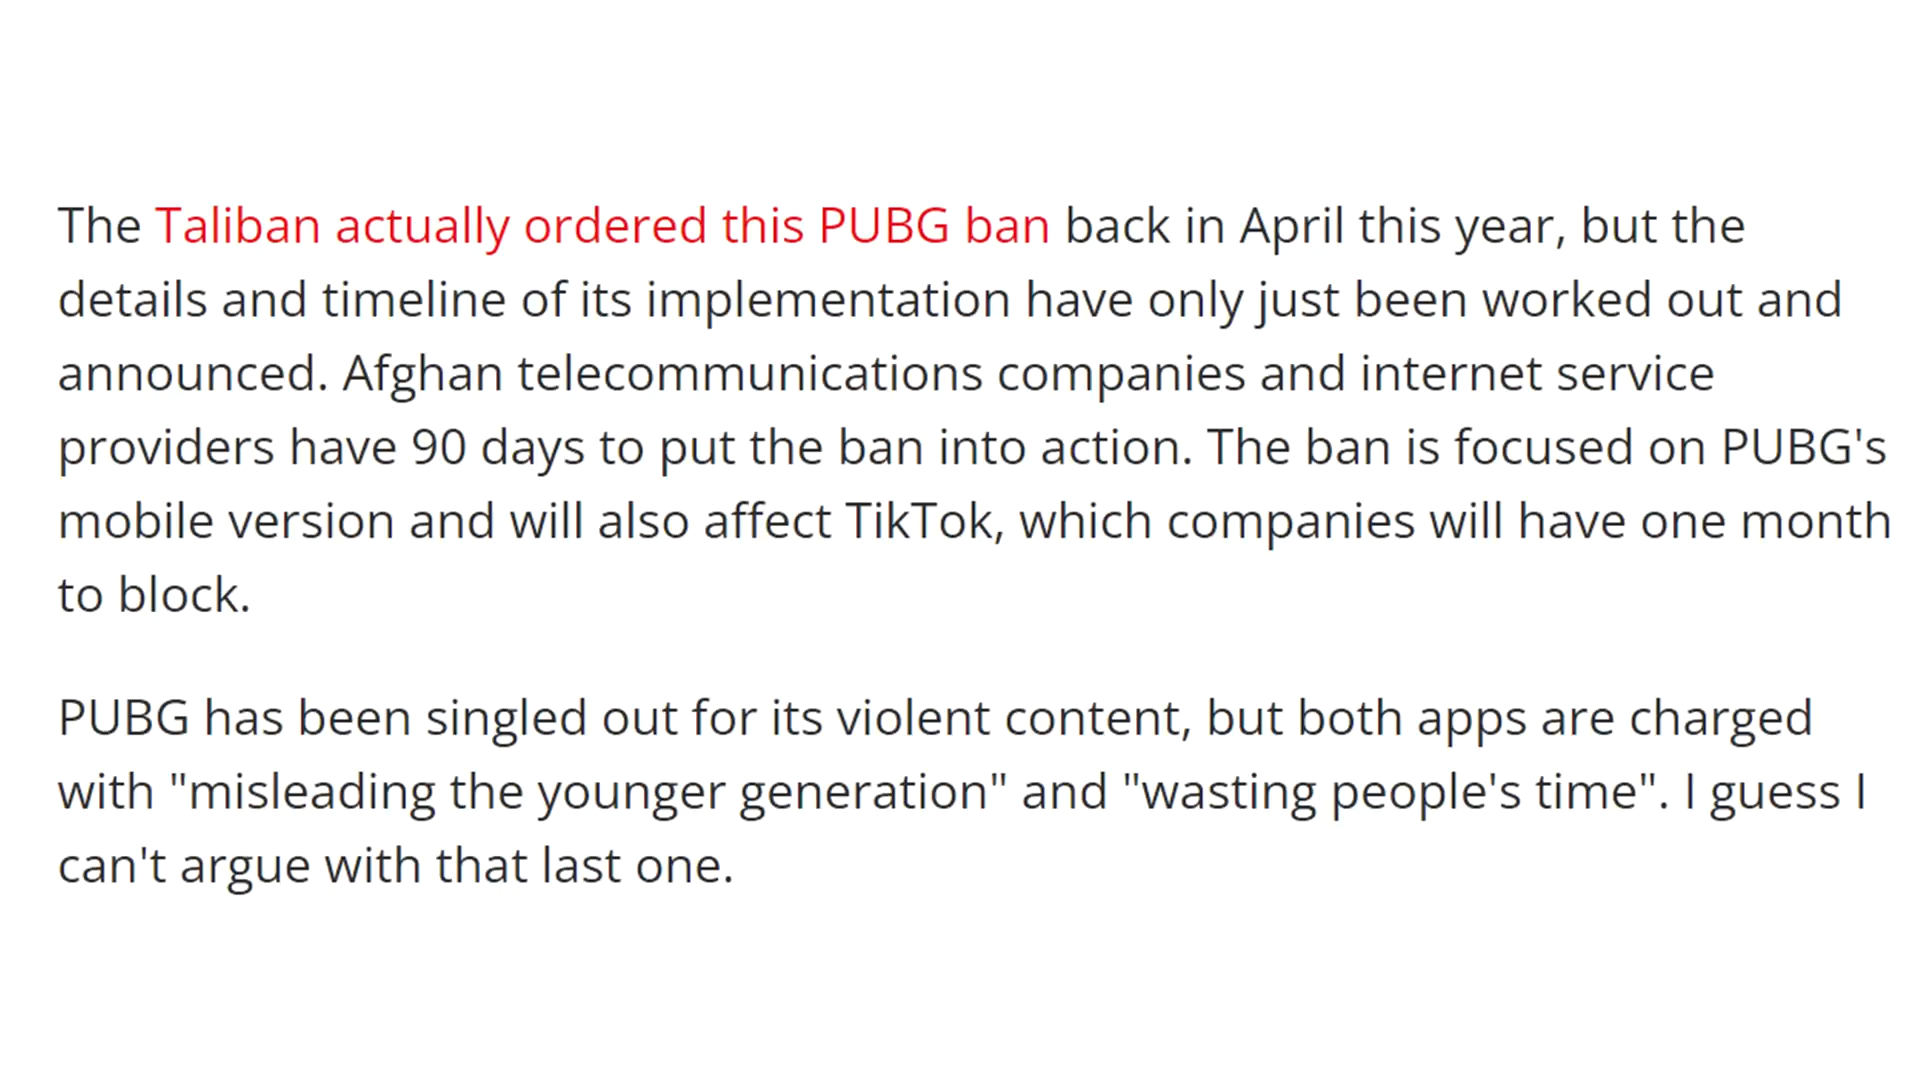 The Taliban actually ordered this PUBG ban back in April this year, but the
details and timeline of its implementation have only just been worked out and
announced. Afghan telecommunications companies and internet service
providers have 90 days to put the ban into action. The ban is focused on PUBG's
mobile version and will also affect TikTok, which companies will have one month
to block.
PUBG has been singled out for its violent content, but both apps are charged
with "misleading the younger generation" and "wasting people's time". I guess I
can't argue with that last one.